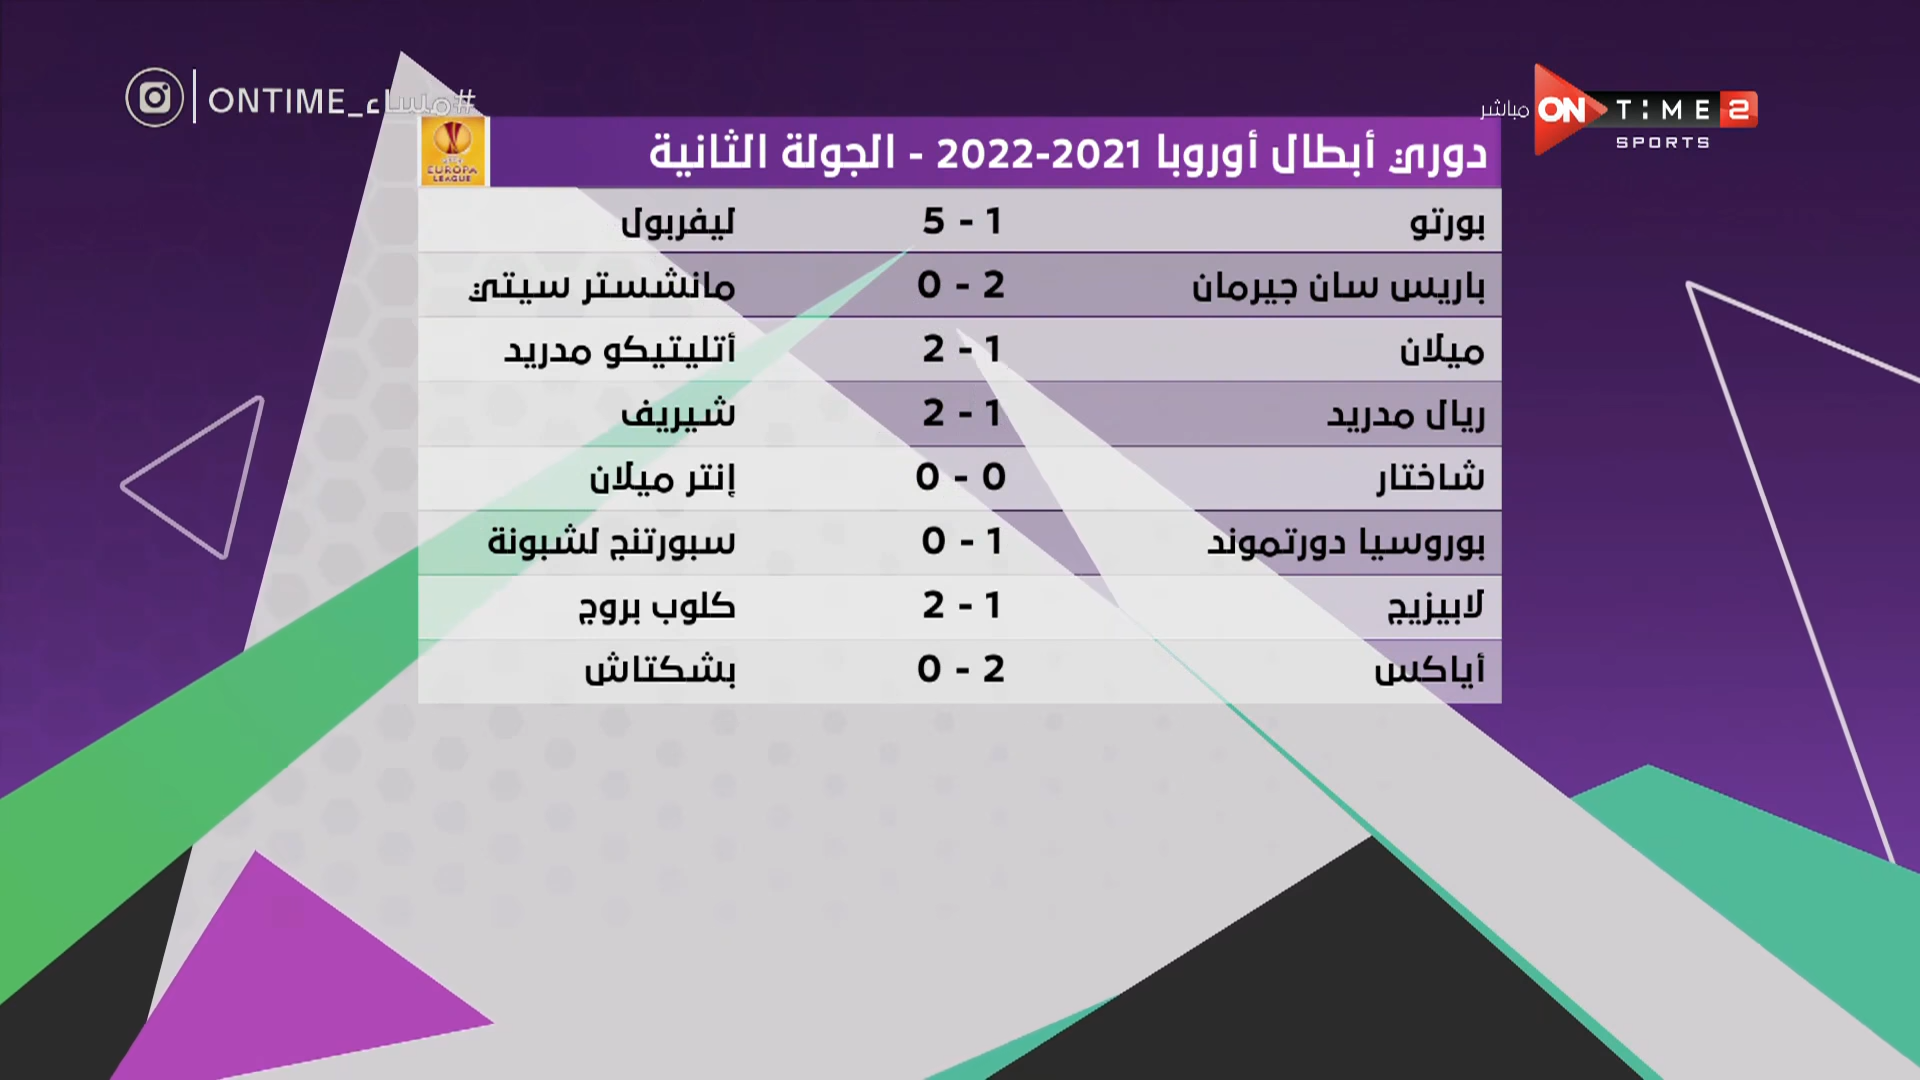 ONTIME_مساء#
مباشر ON TIME 2
SPORTS
EUROPA
LEAGUE
دوري أبطال أوروبا 2021-2022 - الجولة الثانية
بورتو 1 - 5 ليفربول
باريس سان جيرمان 2 - 0 مانشستر سيتي
ميلان 1 - 2 أتليتيكو مدريد
ريال مدريد 1 - 2 شيريف
شاختار 0 - 0 إنتر ميلان
بوروسيا دورتموند 1 - 0 سبورتنج لشبونة
لابيزيج 1 - 2 كلوب بروج
أياكس 2 - 0 بشكتاش